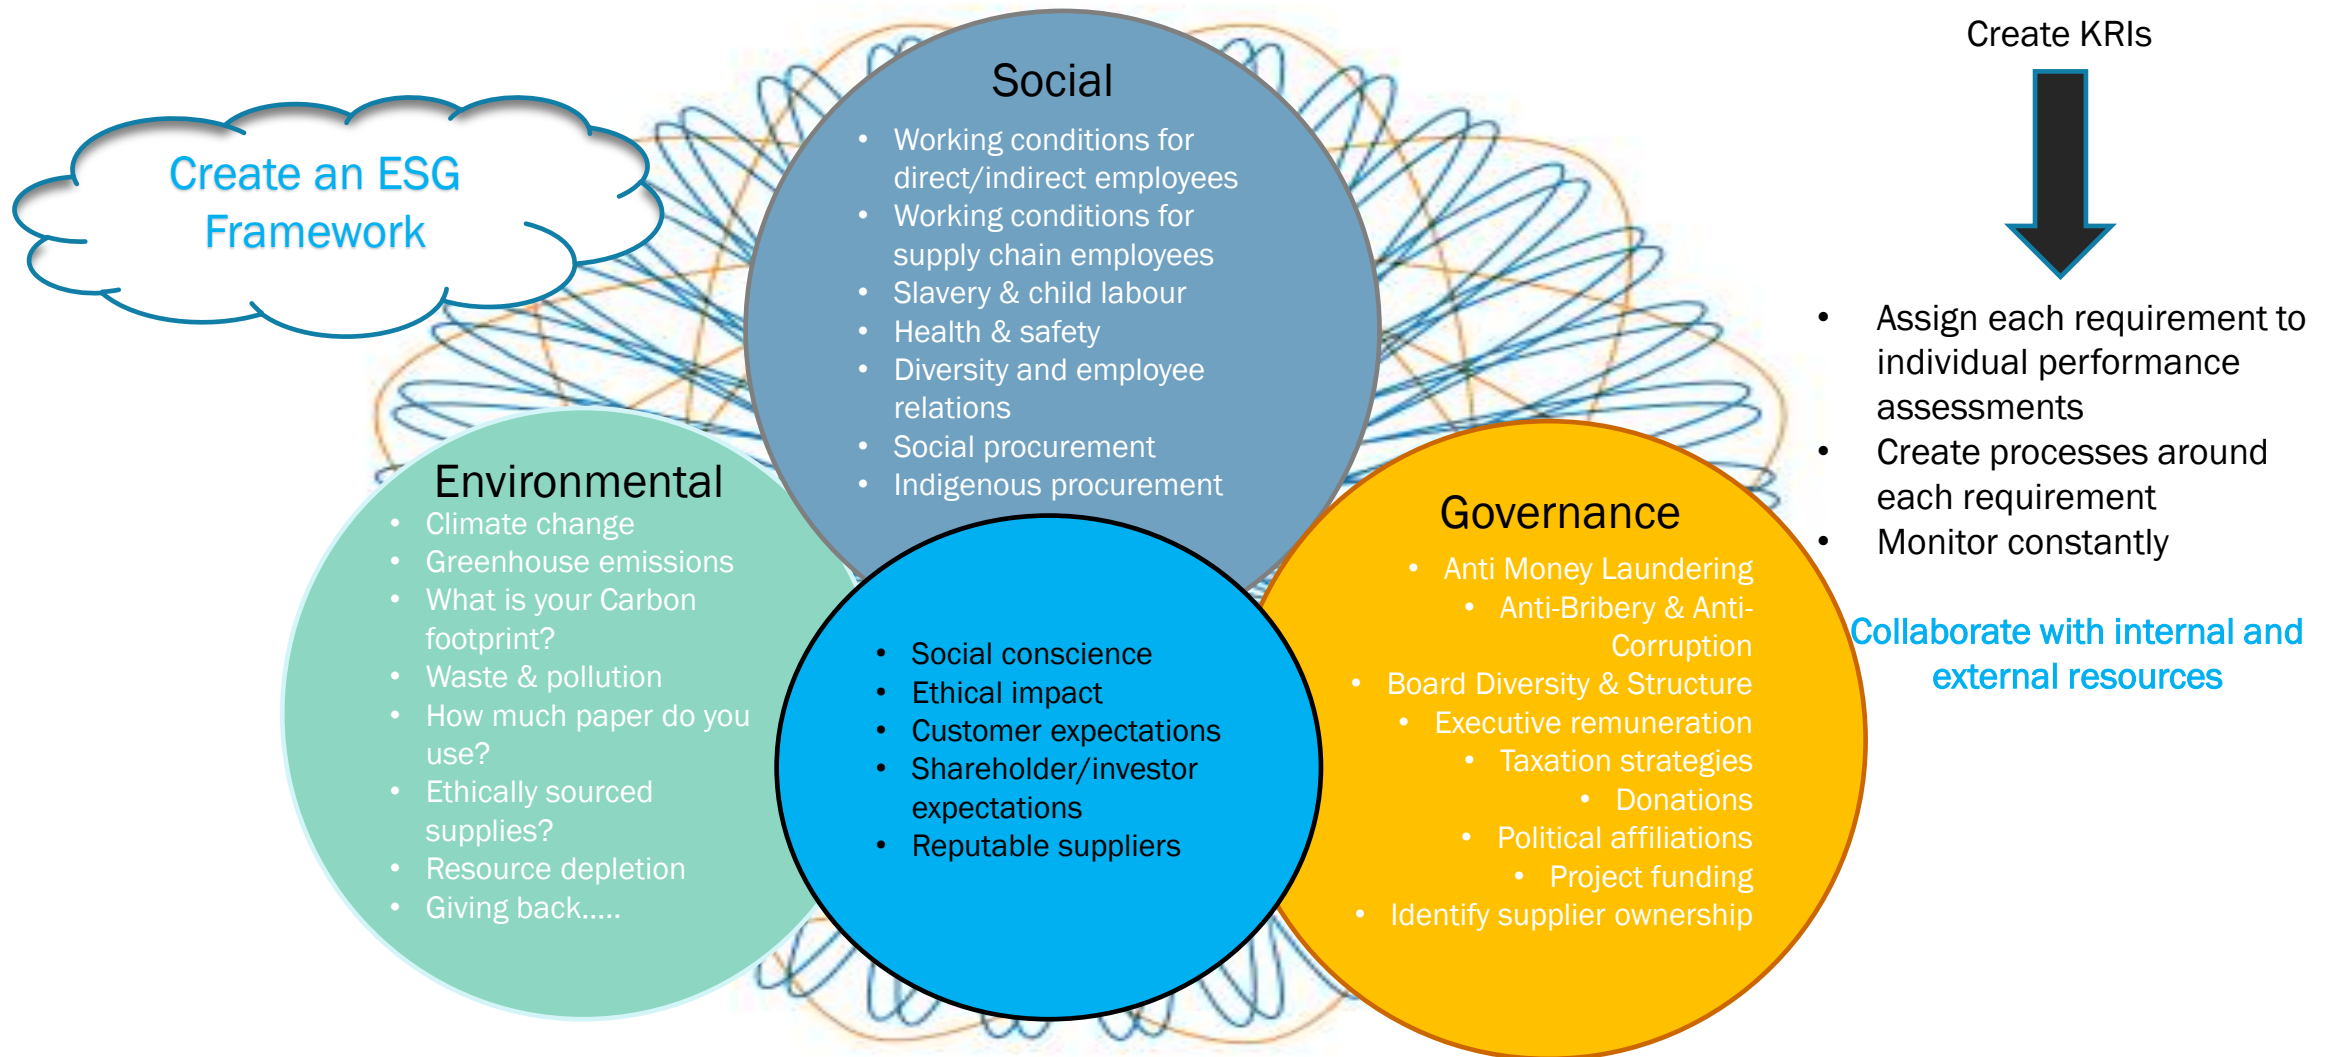 Create an ESG
Framework
Social
• Working conditions for
direct/indirect employees
• Working conditions for
supply chain employees
• Slavery & child labour
• Health & safety
• Diversity and employee
relations
• Social procurement
• Indigenous procurement
Environmental
• Climate change
• Greenhouse emissions
• What is your Carbon
footprint?
• Waste & pollution
• How much paper do you
use?
• Ethically sourced
supplies?
• Resource depletion
• Giving back.....
• Social conscience
• Ethical impact
• Customer expectations
• Shareholder/investor
expectations
• Reputable suppliers
Governance
• Anti Money Laundering
• Anti-Bribery & Anti-
Corruption
• Board Diversity & Structure
• Executive remuneration
• Taxation strategies
• Donations
• Political affiliations
• Project funding
• Identify supplier ownership
Create KRIs
• Assign each requirement to
individual performance
assessments
• Create processes around
each requirement
• Monitor constantly
Collaborate with internal and
external resources